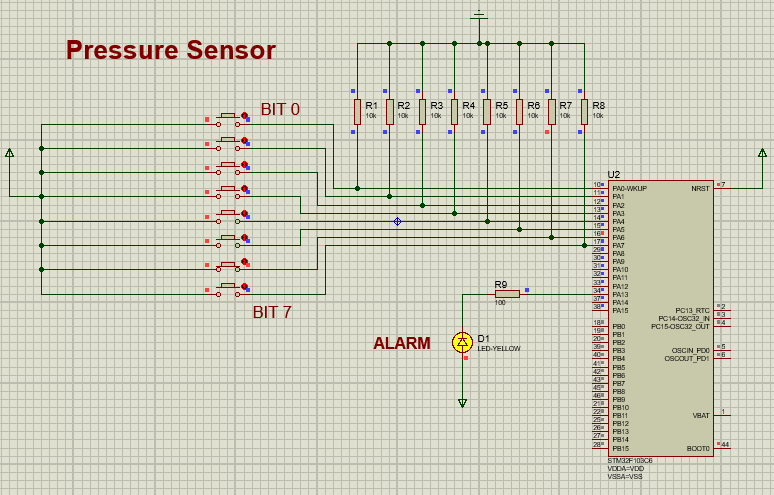 Pressure Sensor
BIT 0
R1
10k
R2
10k
R3
10k
R4
10k
R5
10k
R6
10k
R7
10k
R8
10k
BIT 7
R9
100
ALARM
D1
LED-YELLOW
U2
10 PA0-WKUP
11 PA1
12 PA2
13 PA3
14 PA4
15 PA5
16 PA6
17 PA7
29 PA8
30 PA9
31 PA10
32 PA11
33 PA12
34 PA13
37 PA14
38 PA15
18 PB0
19 PB1
20 PB2
39 PB3
40 PB4
41 PB5
42 PB6
43 PB7
45 PB8
46 PB9
21 PB10
22 PB11
25 PB12
26 PB13
27 PB14
28 PB15
NRST 7
PC13_RTC 2
PC14-OSC32_IN 3
PC15-OSC32_OUT 4
OSCIN_PD0 5
OSCOUT_PD1 6
VBAT 1
BOOT0 44
STM32F103C6
VDDA=VDD
VSSA=VSS